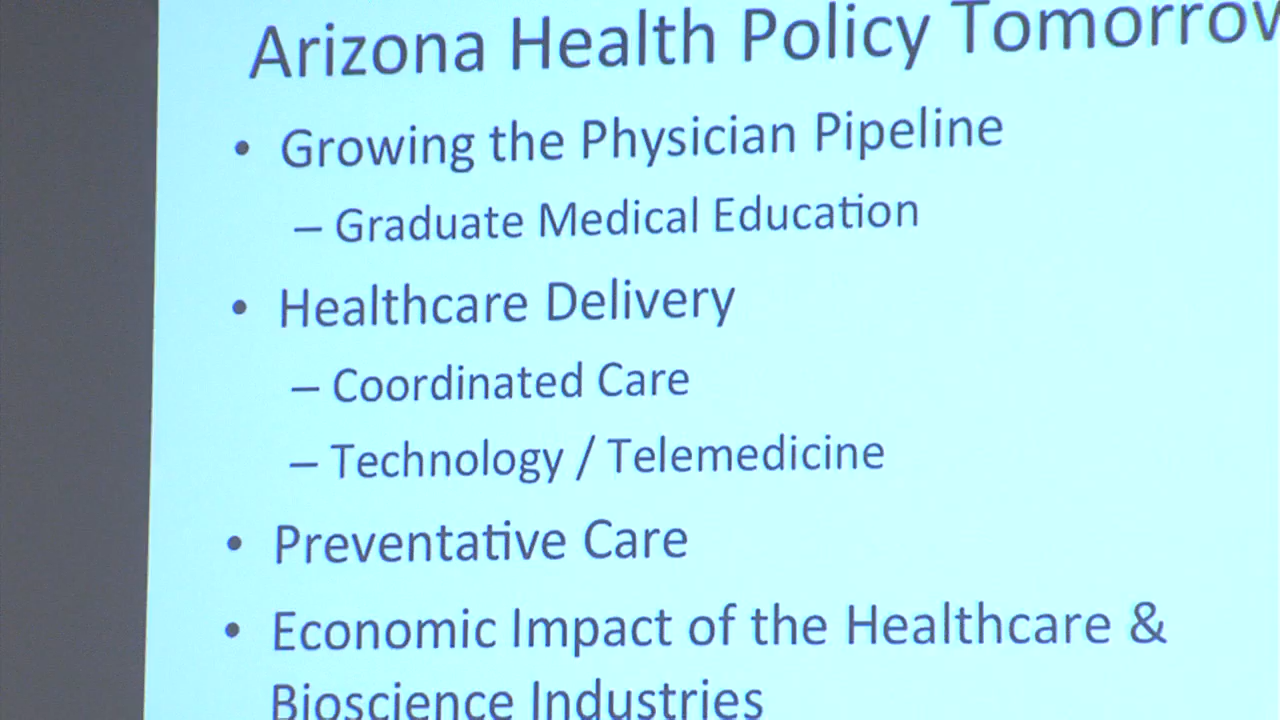 Arizona Health Policy Tomorrow
• Growing the Physician Pipeline
– Graduate Medical Education
• Healthcare Delivery
– Coordinated Care
– Technology / Telemedicine
• Preventative Care
• Economic Impact of the Healthcare &
Bioscience Industries